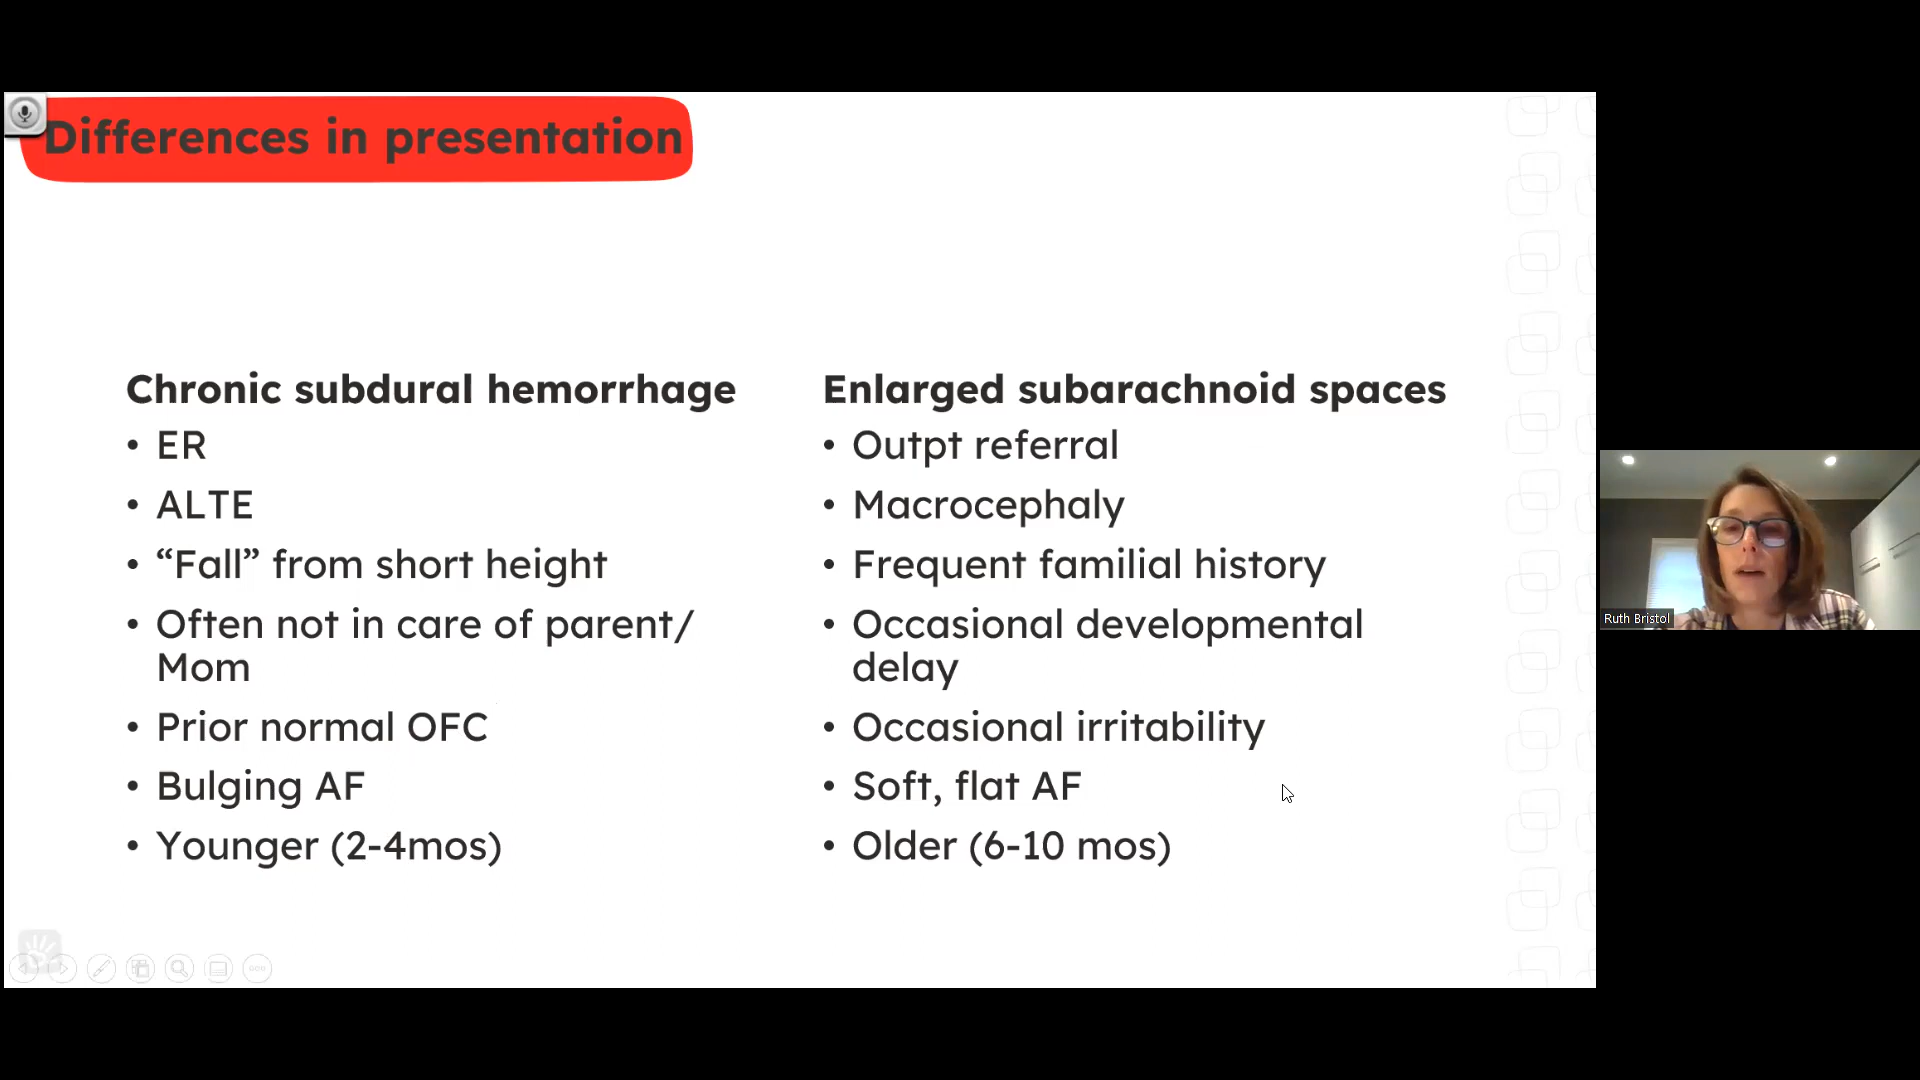 Differences in presentation
Chronic subdural hemorrhage
• ER
• ALTE
• “Fall” from short height
• Often not in care of parent/
Mom
• Prior normal OFC
• Bulging AF
• Younger (2-4mos)
Enlarged subarachnoid spaces
• Outpt referral
• Macrocephaly
• Frequent familial history
• Occasional developmental
delay
• Occasional irritability
• Soft, flat AF
• Older (6-10 mos)
Ruth Bristol